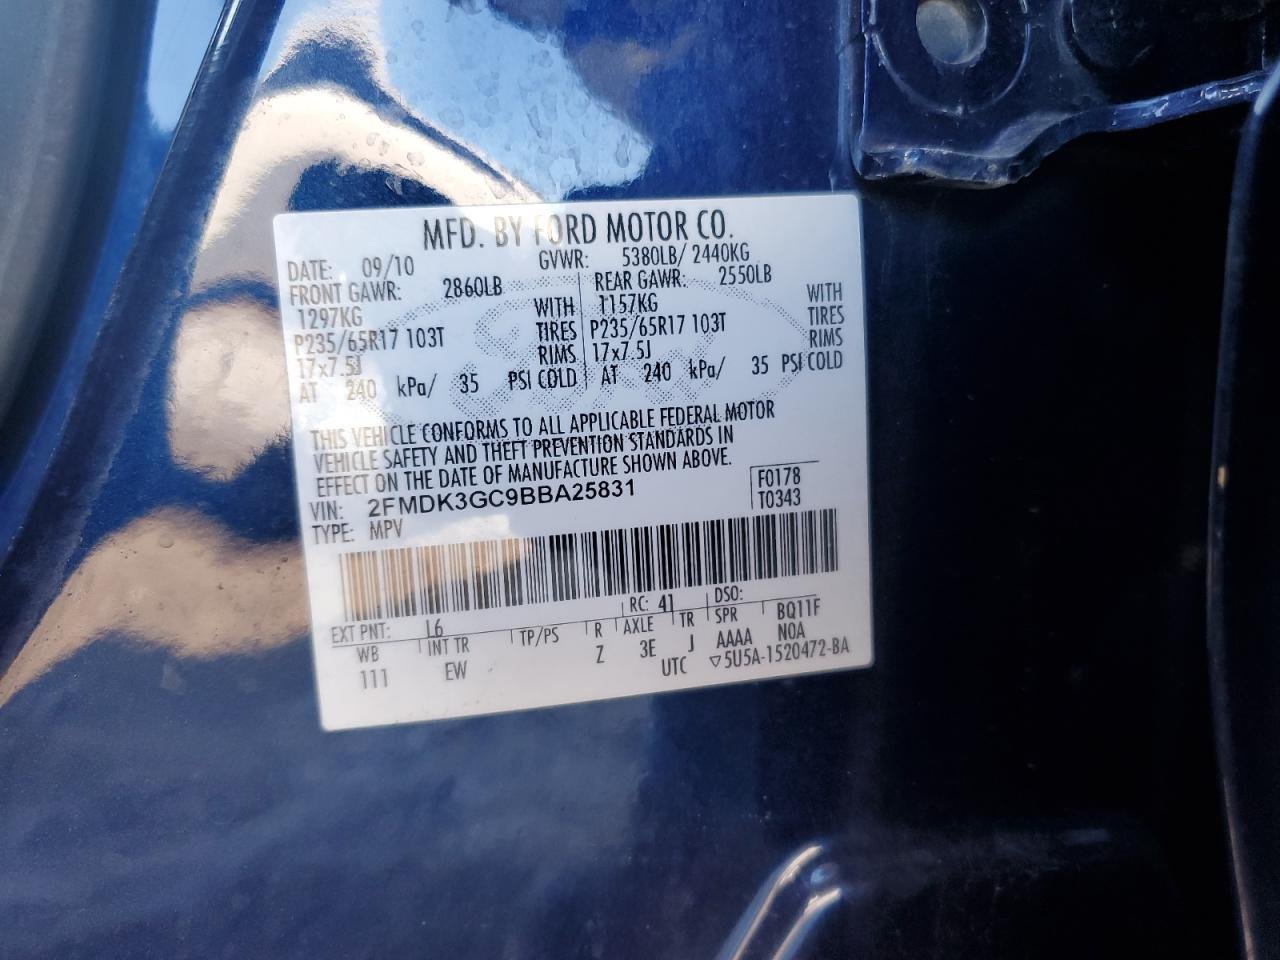 MFD. BY FORD MOTOR CO.
DATE: 09/10 GVWR: 5380LB/ 2440KG
FRONT GAWR: 2860LB REAR GAWR: 2550LB
1297KG WITH 1157KG WITH
P235/65R17 103T TIRES P235/65R17 103T TIRES
17x7.5J RIMS 17x7.5J RIMS
AT 240 kPa/ 35 PSI COLD AT 240 kPa/ 35 PSI COLD
THIS VEHICLE CONFORMS TO ALL APPLICABLE FEDERAL MOTOR
VEHICLE SAFETY AND THEFT PREVENTION STANDARDS IN
EFFECT ON THE DATE OF MANUFACTURE SHOWN ABOVE.
VIN: 2FMDK3GC9BBA25831 F0178
TYPE: MPV T0343
EXT PNT: L6 RC: 41 DSO:
WB INT TR TP/PS R AXLE TR SPR BQ11F
111 EW Z 3E J AAAA NOA
UTC ▽5U5A-1520472-BA